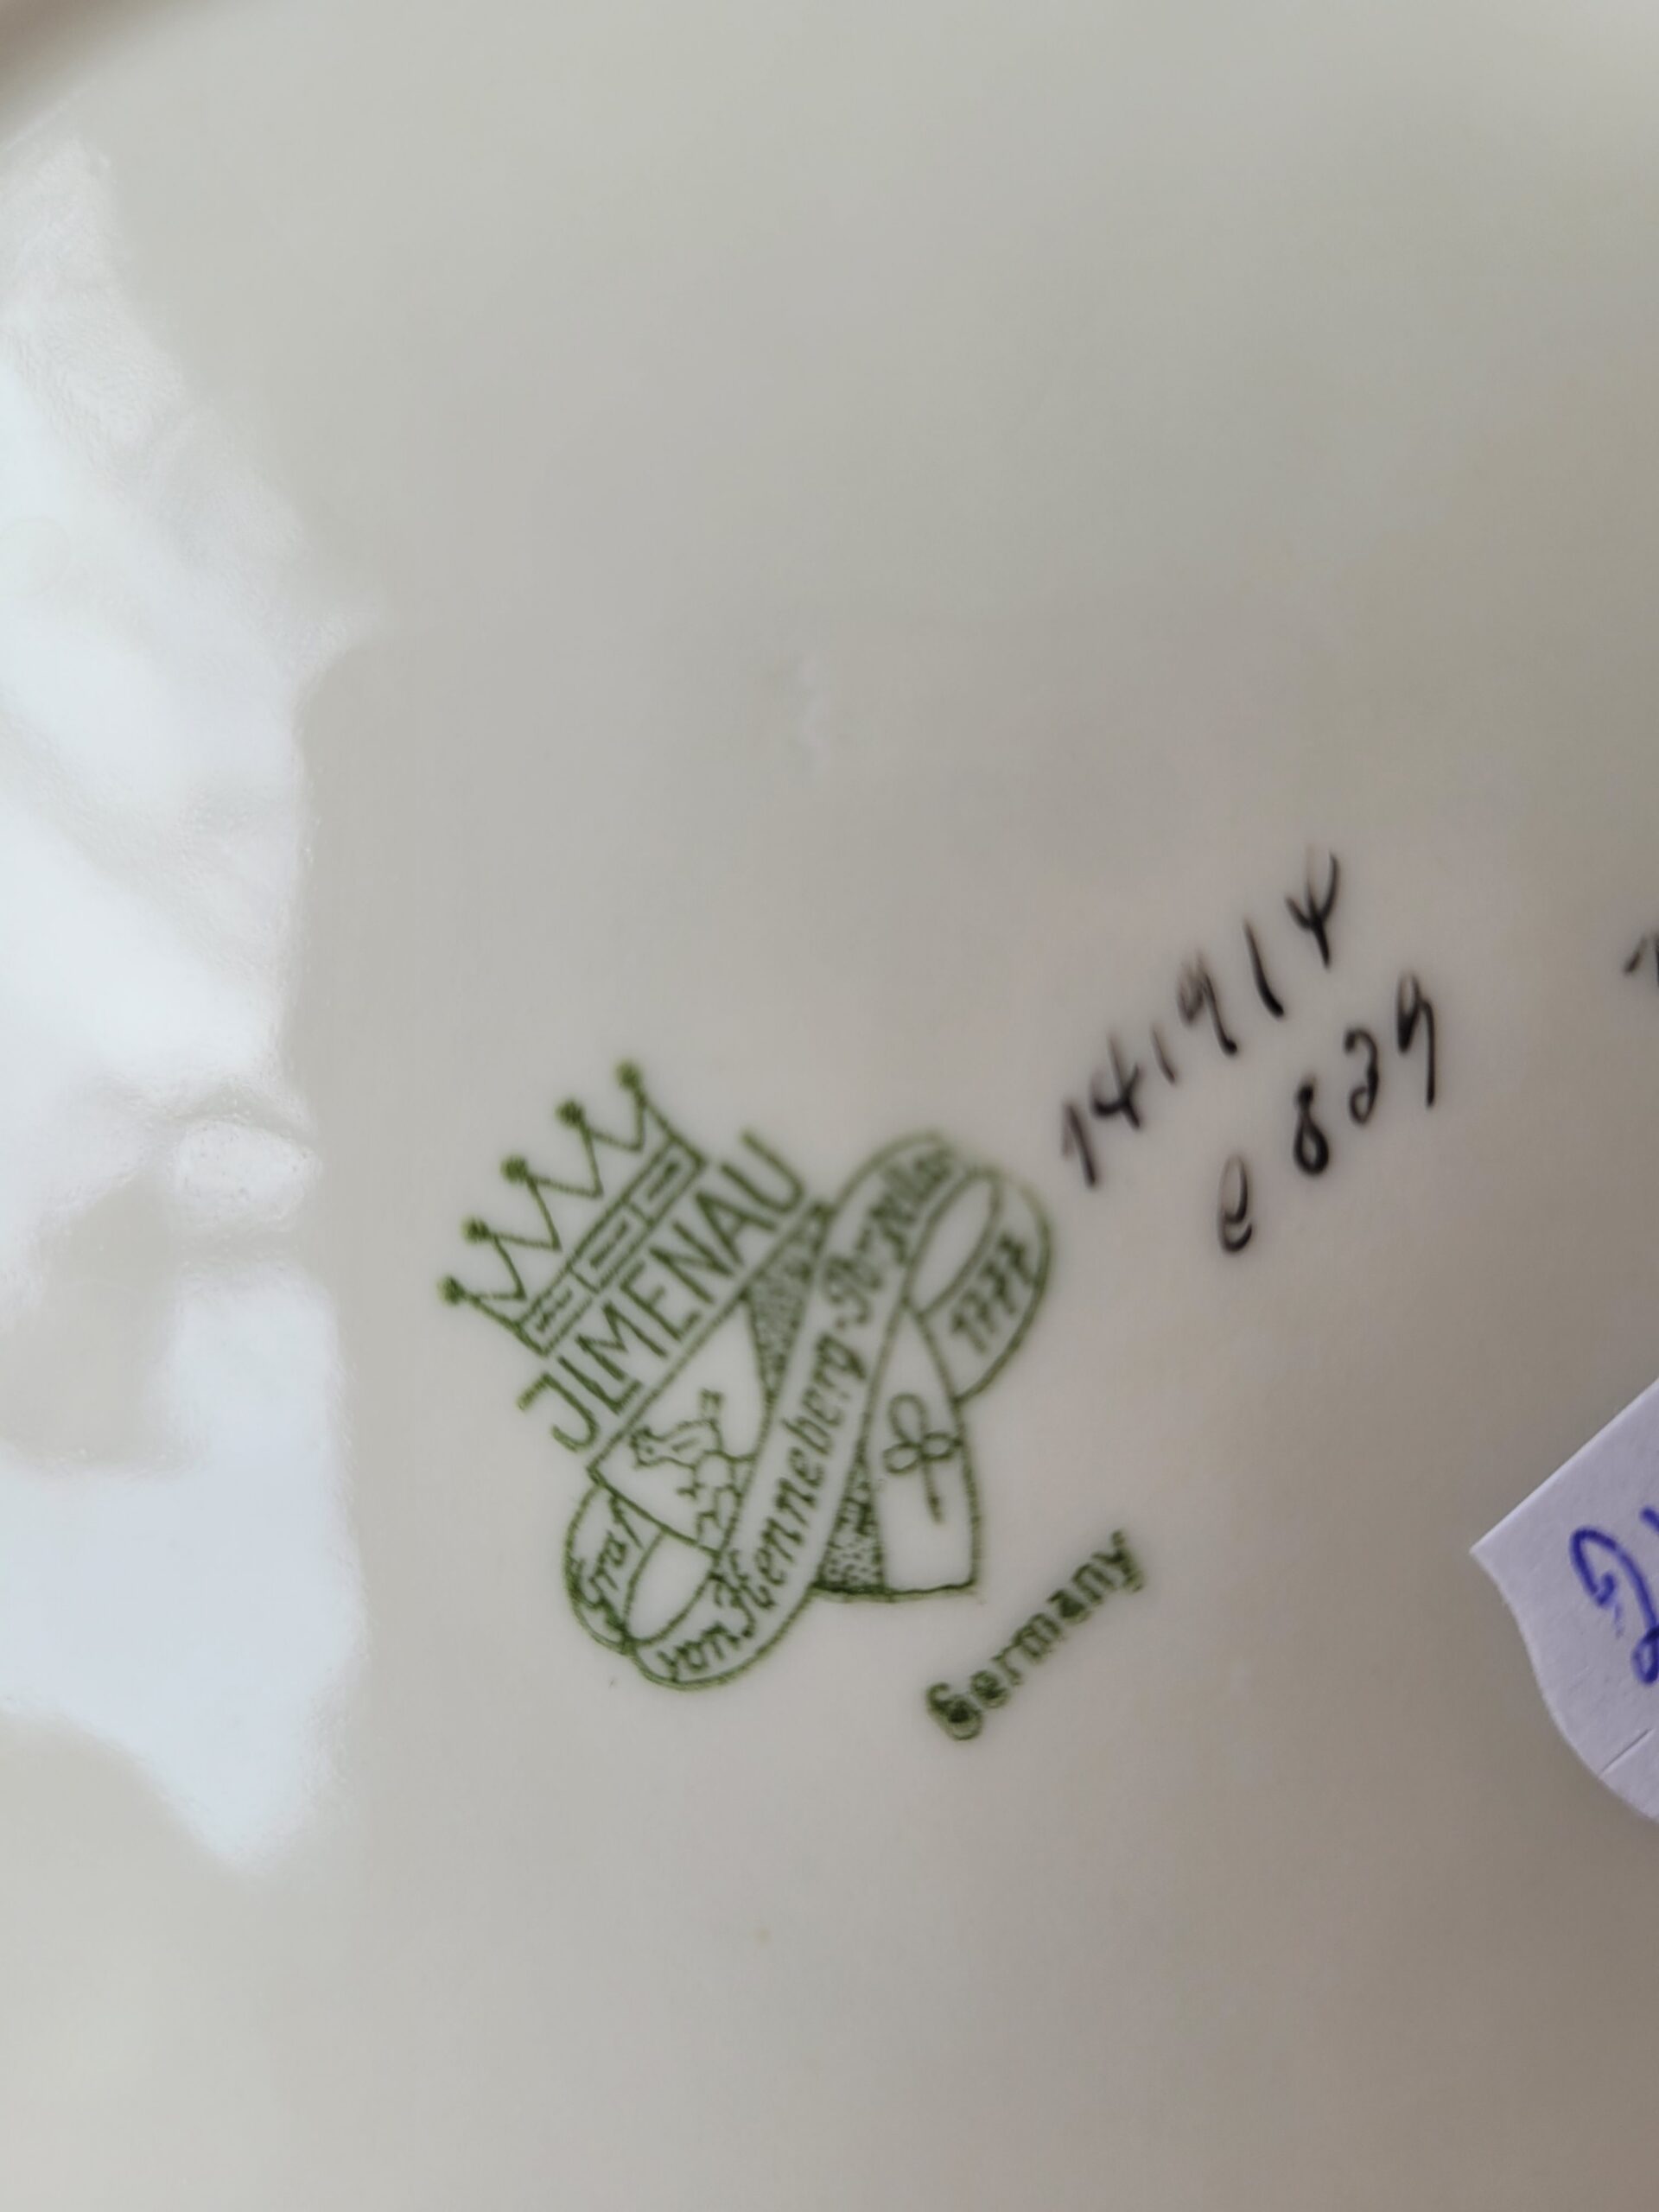 JLMENAU
Graf
von Henneberg-Porzellan
1777
Germany
141914
e 829